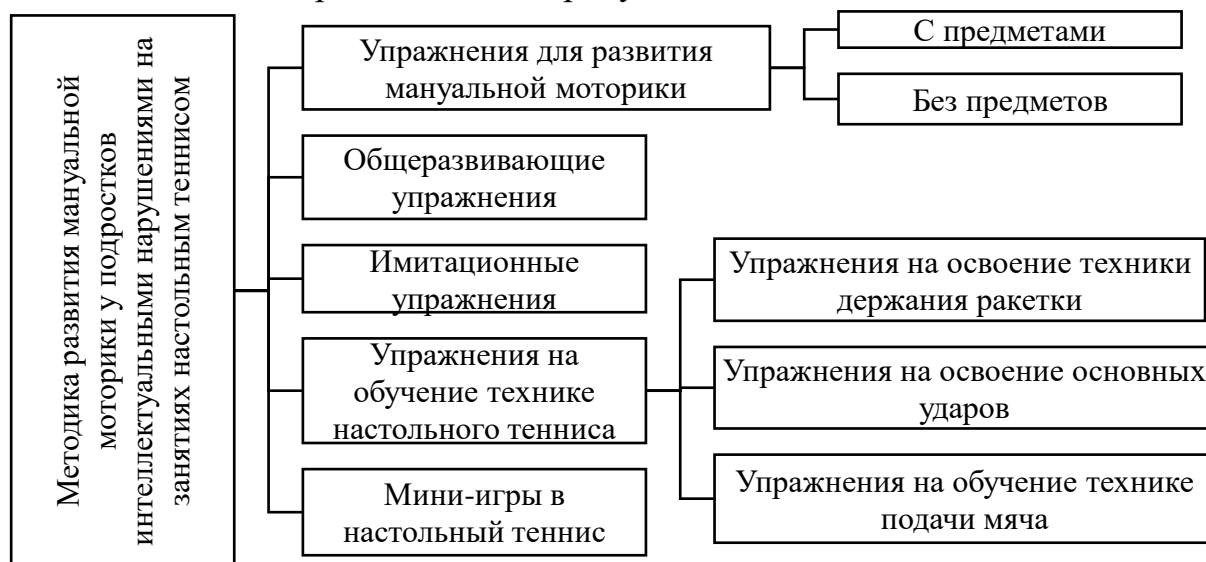 Методика развития мануальной
моторики у подростков
интеллектуальными нарушениями на
занятиях настольным теннисом
Упражнения для развития
мануальной моторики
С предметами
Без предметов
Общеразвивающие
упражнения
Имитационные
упражнения
Упражнения на
обучение технике
настольного тенниса
Упражнения на освоение техники
держания ракетки
Упражнения на освоение основных
ударов
Упражнения на обучение технике
подачи мяча
Мини-игры в
настольный теннис